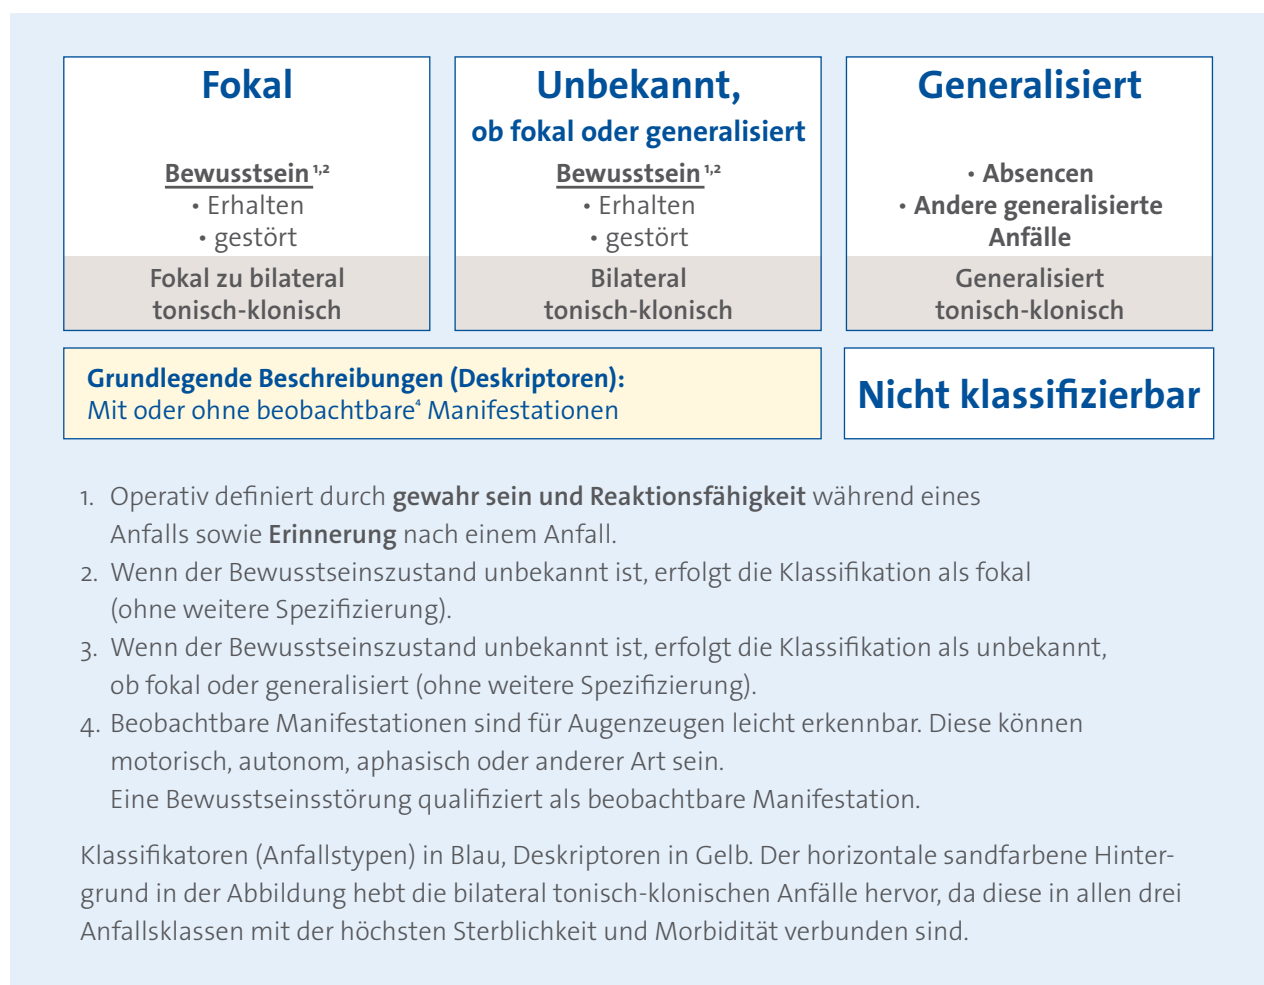 Fokal
Bewusstsein 1,2
• Erhalten
• gestört
Fokal zu bilateral
tonisch-klonisch
Unbekannt,
ob fokal oder generalisiert
Bewusstsein 1,2
• Erhalten
• gestört
Bilateral
tonisch-klonisch
Generalisiert
• Absencen
• Andere generalisierte
Anfälle
Generalisiert
tonisch-klonisch
Grundlegende Beschreibungen (Deskriptoren):
Mit oder ohne beobachtbare4 Manifestationen
Nicht klassifizierbar
1. Operativ definiert durch gewahr sein und Reaktionsfähigkeit während eines
Anfalls sowie Erinnerung nach einem Anfall.
2. Wenn der Bewusstseinszustand unbekannt ist, erfolgt die Klassifikation als fokal
(ohne weitere Spezifizierung).
3. Wenn der Bewusstseinszustand unbekannt ist, erfolgt die Klassifikation als unbekannt,
ob fokal oder generalisiert (ohne weitere Spezifizierung).
4. Beobachtbare Manifestationen sind für Augenzeugen leicht erkennbar. Diese können
motorisch, autonom, aphasisch oder anderer Art sein.
Eine Bewusstseinsstörung qualifiziert als beobachtbare Manifestation.
Klassifikatoren (Anfallstypen) in Blau, Deskriptoren in Gelb. Der horizontale sandfarbene Hinter-
grund in der Abbildung hebt die bilateral tonisch-klonischen Anfälle hervor, da diese in allen drei
Anfallsklassen mit der höchsten Sterblichkeit und Morbidität verbunden sind.